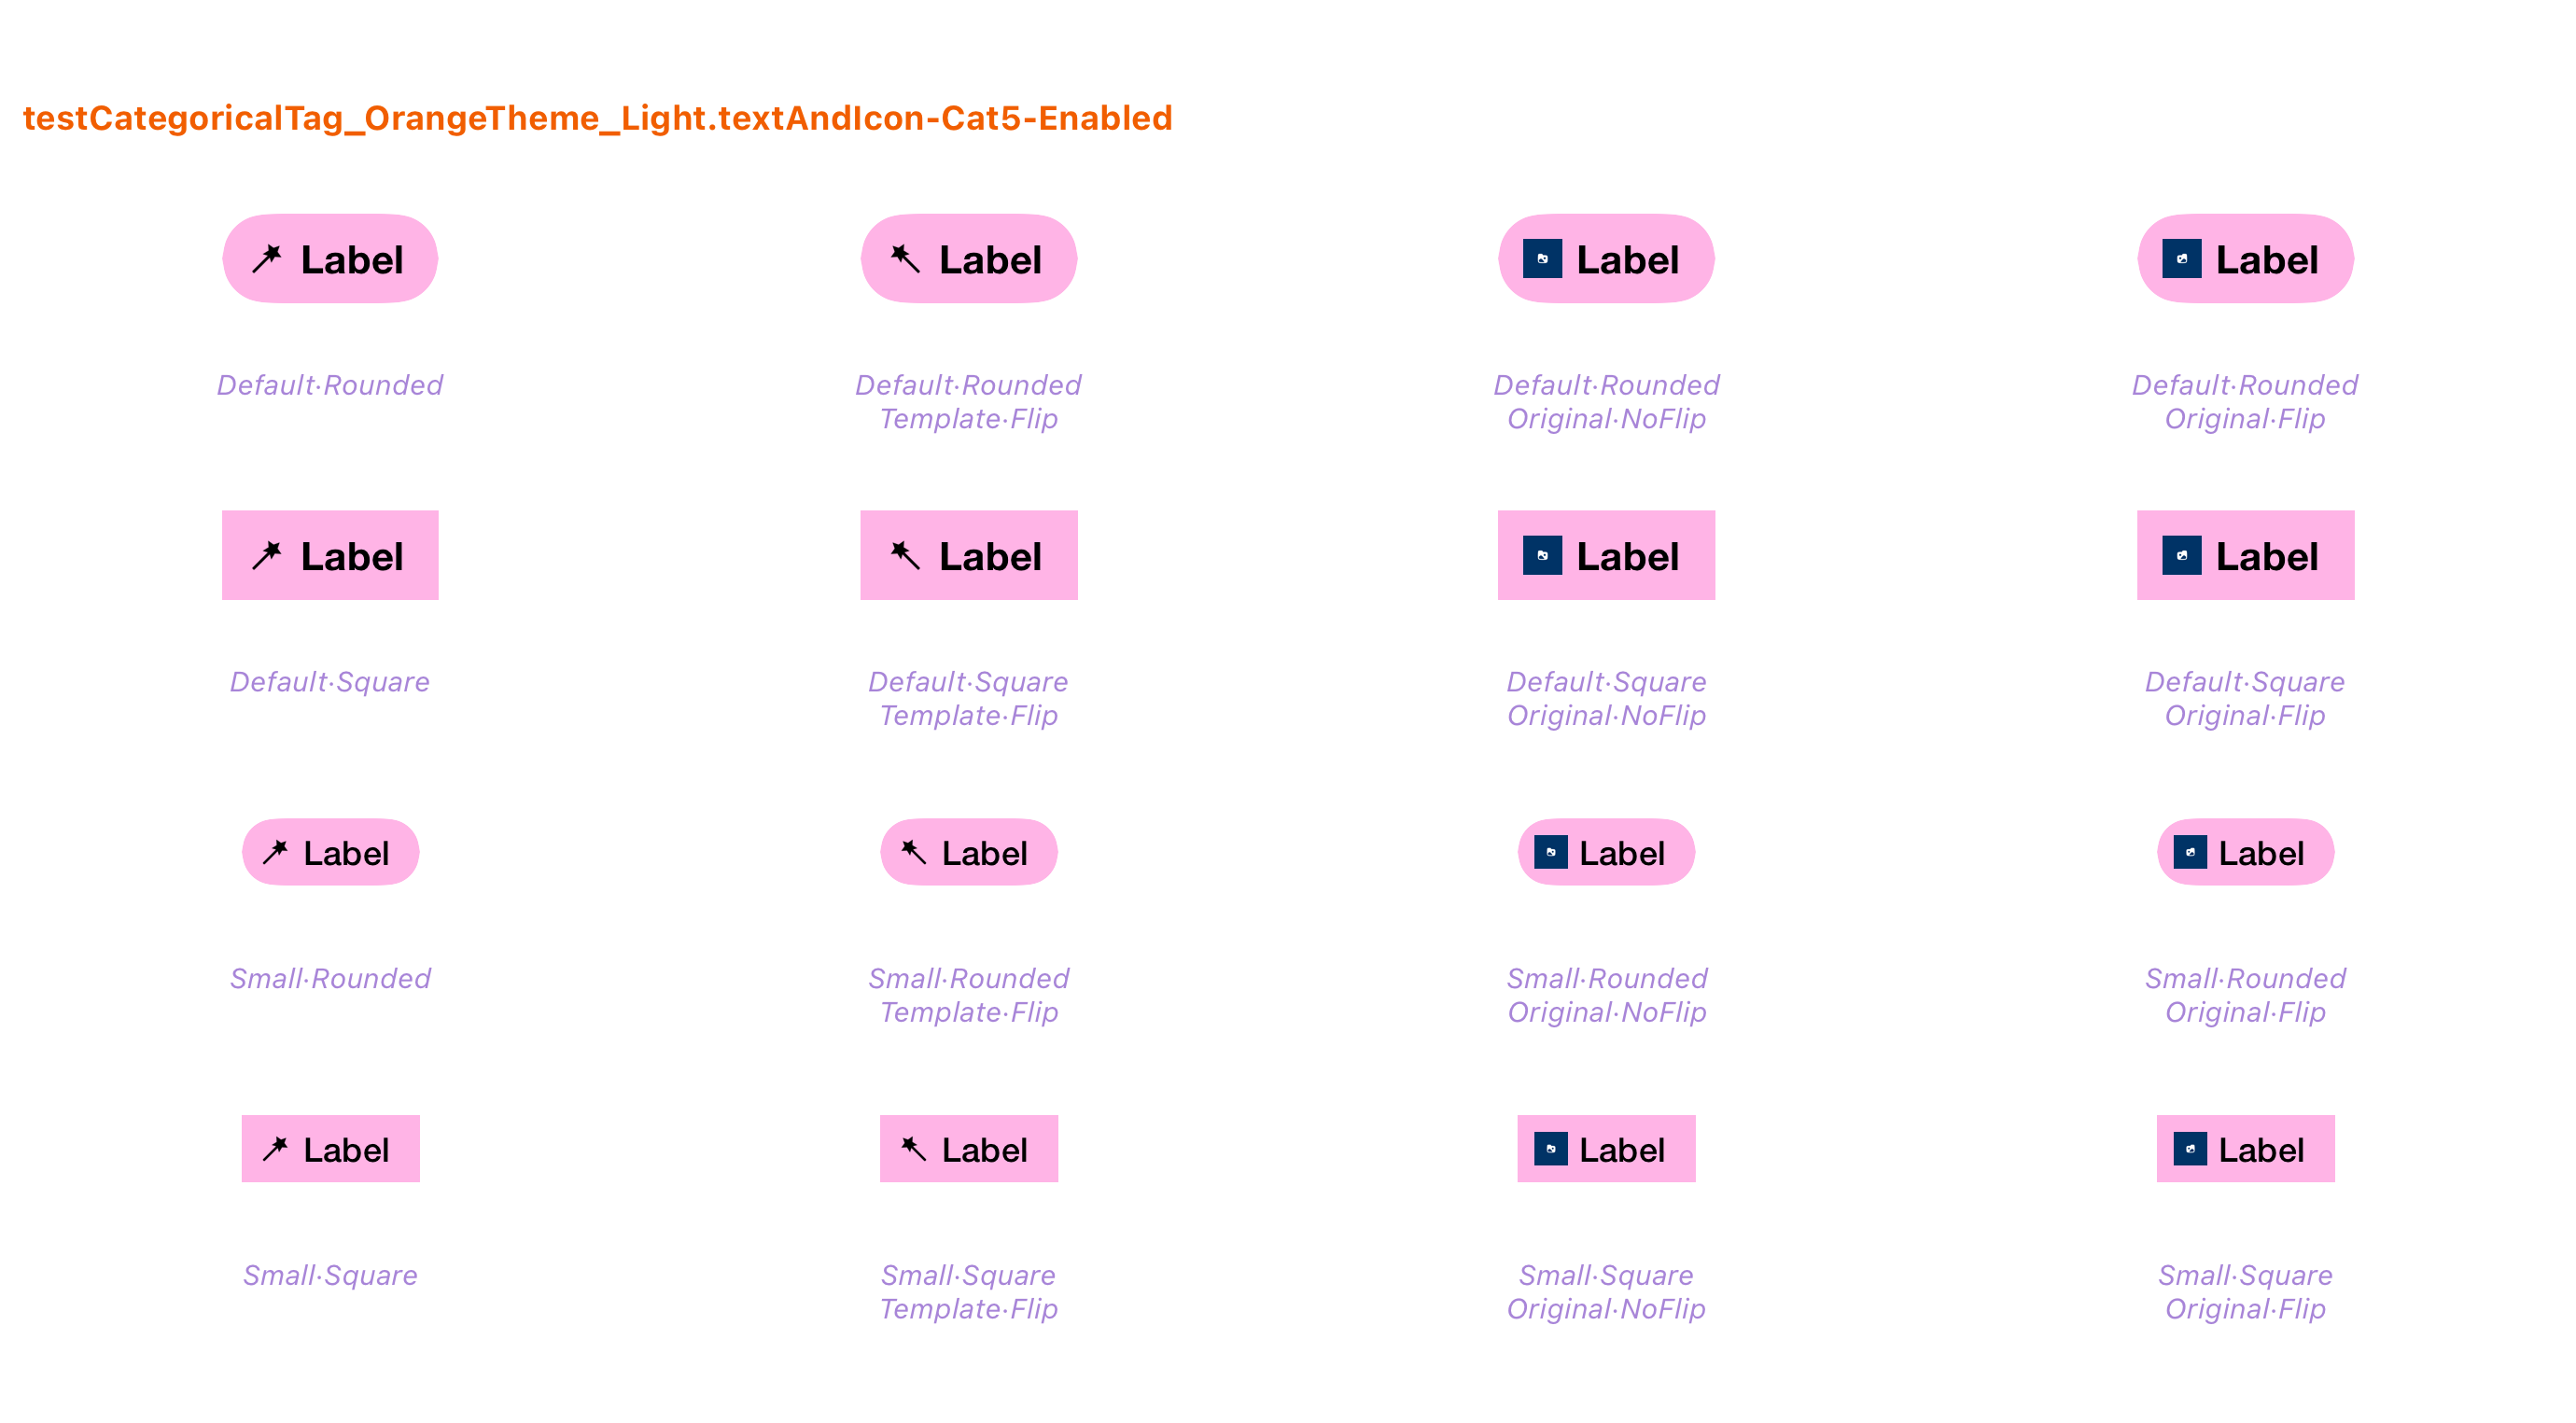 testCategoricalTag_OrangeTheme_Light.textAndIcon-Cat5-Enabled
Label
Label
Label
Label
Default·Rounded
Default·Rounded
Template·Flip
Default·Rounded
Original·NoFlip
Default·Rounded
Original·Flip
Label
Label
Label
Label
Default·Square
Default·Square
Template·Flip
Default·Square
Original·NoFlip
Default·Square
Original·Flip
Label
Label
Label
Label
Small·Rounded
Small·Rounded
Template·Flip
Small·Rounded
Original·NoFlip
Small·Rounded
Original·Flip
Label
Label
Label
Label
Small·Square
Small·Square
Template·Flip
Small·Square
Original·NoFlip
Small·Square
Original·Flip